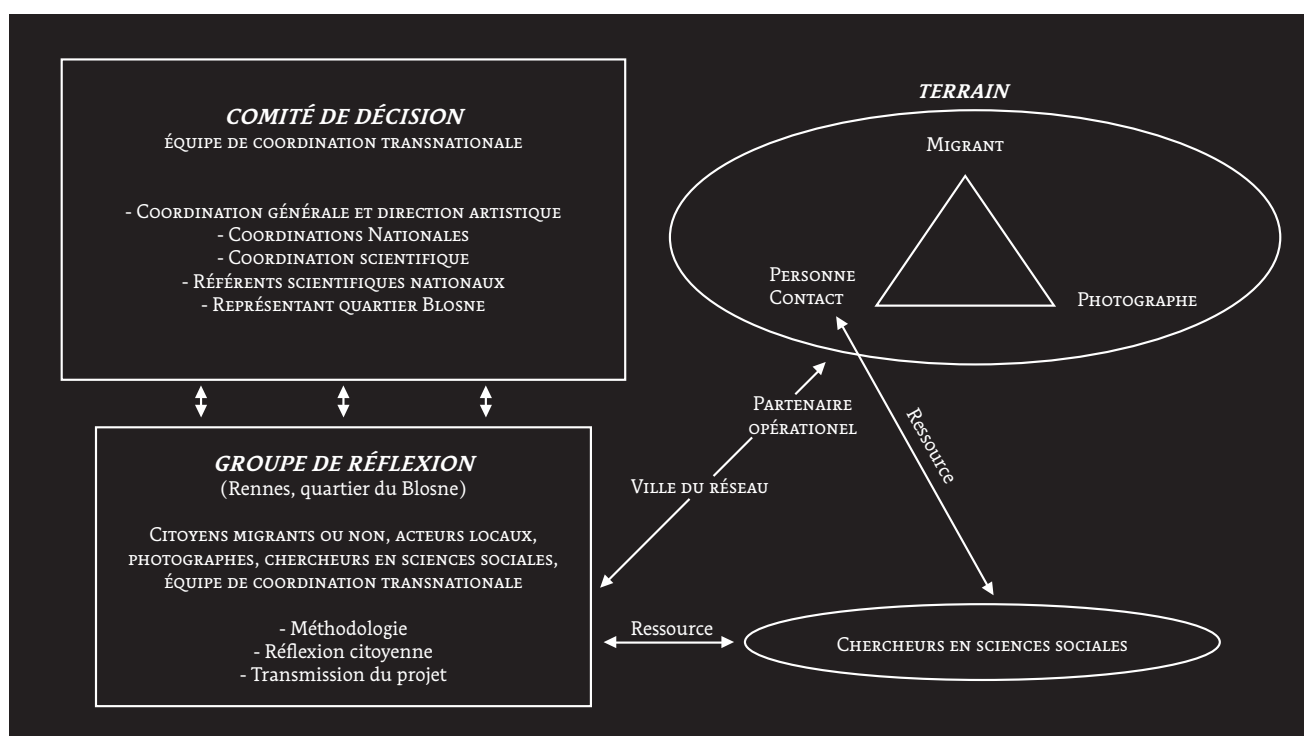 COMITÉ DE DÉCISION
ÉQUIPE DE COORDINATION TRANSNATIONALE
- COORDINATION GÉNÉRALE ET DIRECTION ARTISTIQUE
- COORDINATIONS NATIONALES
- COORDINATION SCIENTIFIQUE
- RÉFÉRENTS SCIENTIFIQUES NATIONAUX
- REPRÉSENTANT QUARTIER BLOSNE
GROUPE DE RÉFLEXION
(Rennes, quartier du Blosne)
CITOYENS MIGRANTS OU NON, ACTEURS LOCAUX,
PHOTOGRAPHES, CHERCHEURS EN SCIENCES SOCIALES,
ÉQUIPE DE COORDINATION TRANSNATIONALE
- Méthodologie
- Réflexion citoyenne
- Transmission du projet
TERRAIN
MIGRANT
PERSONNE
CONTACT
PHOTOGRAPHE
PARTENAIRE
OPÉRATIONEL
VILLE DU RÉSEAU
Ressource
Ressource
CHERCHEURS EN SCIENCES SOCIALES